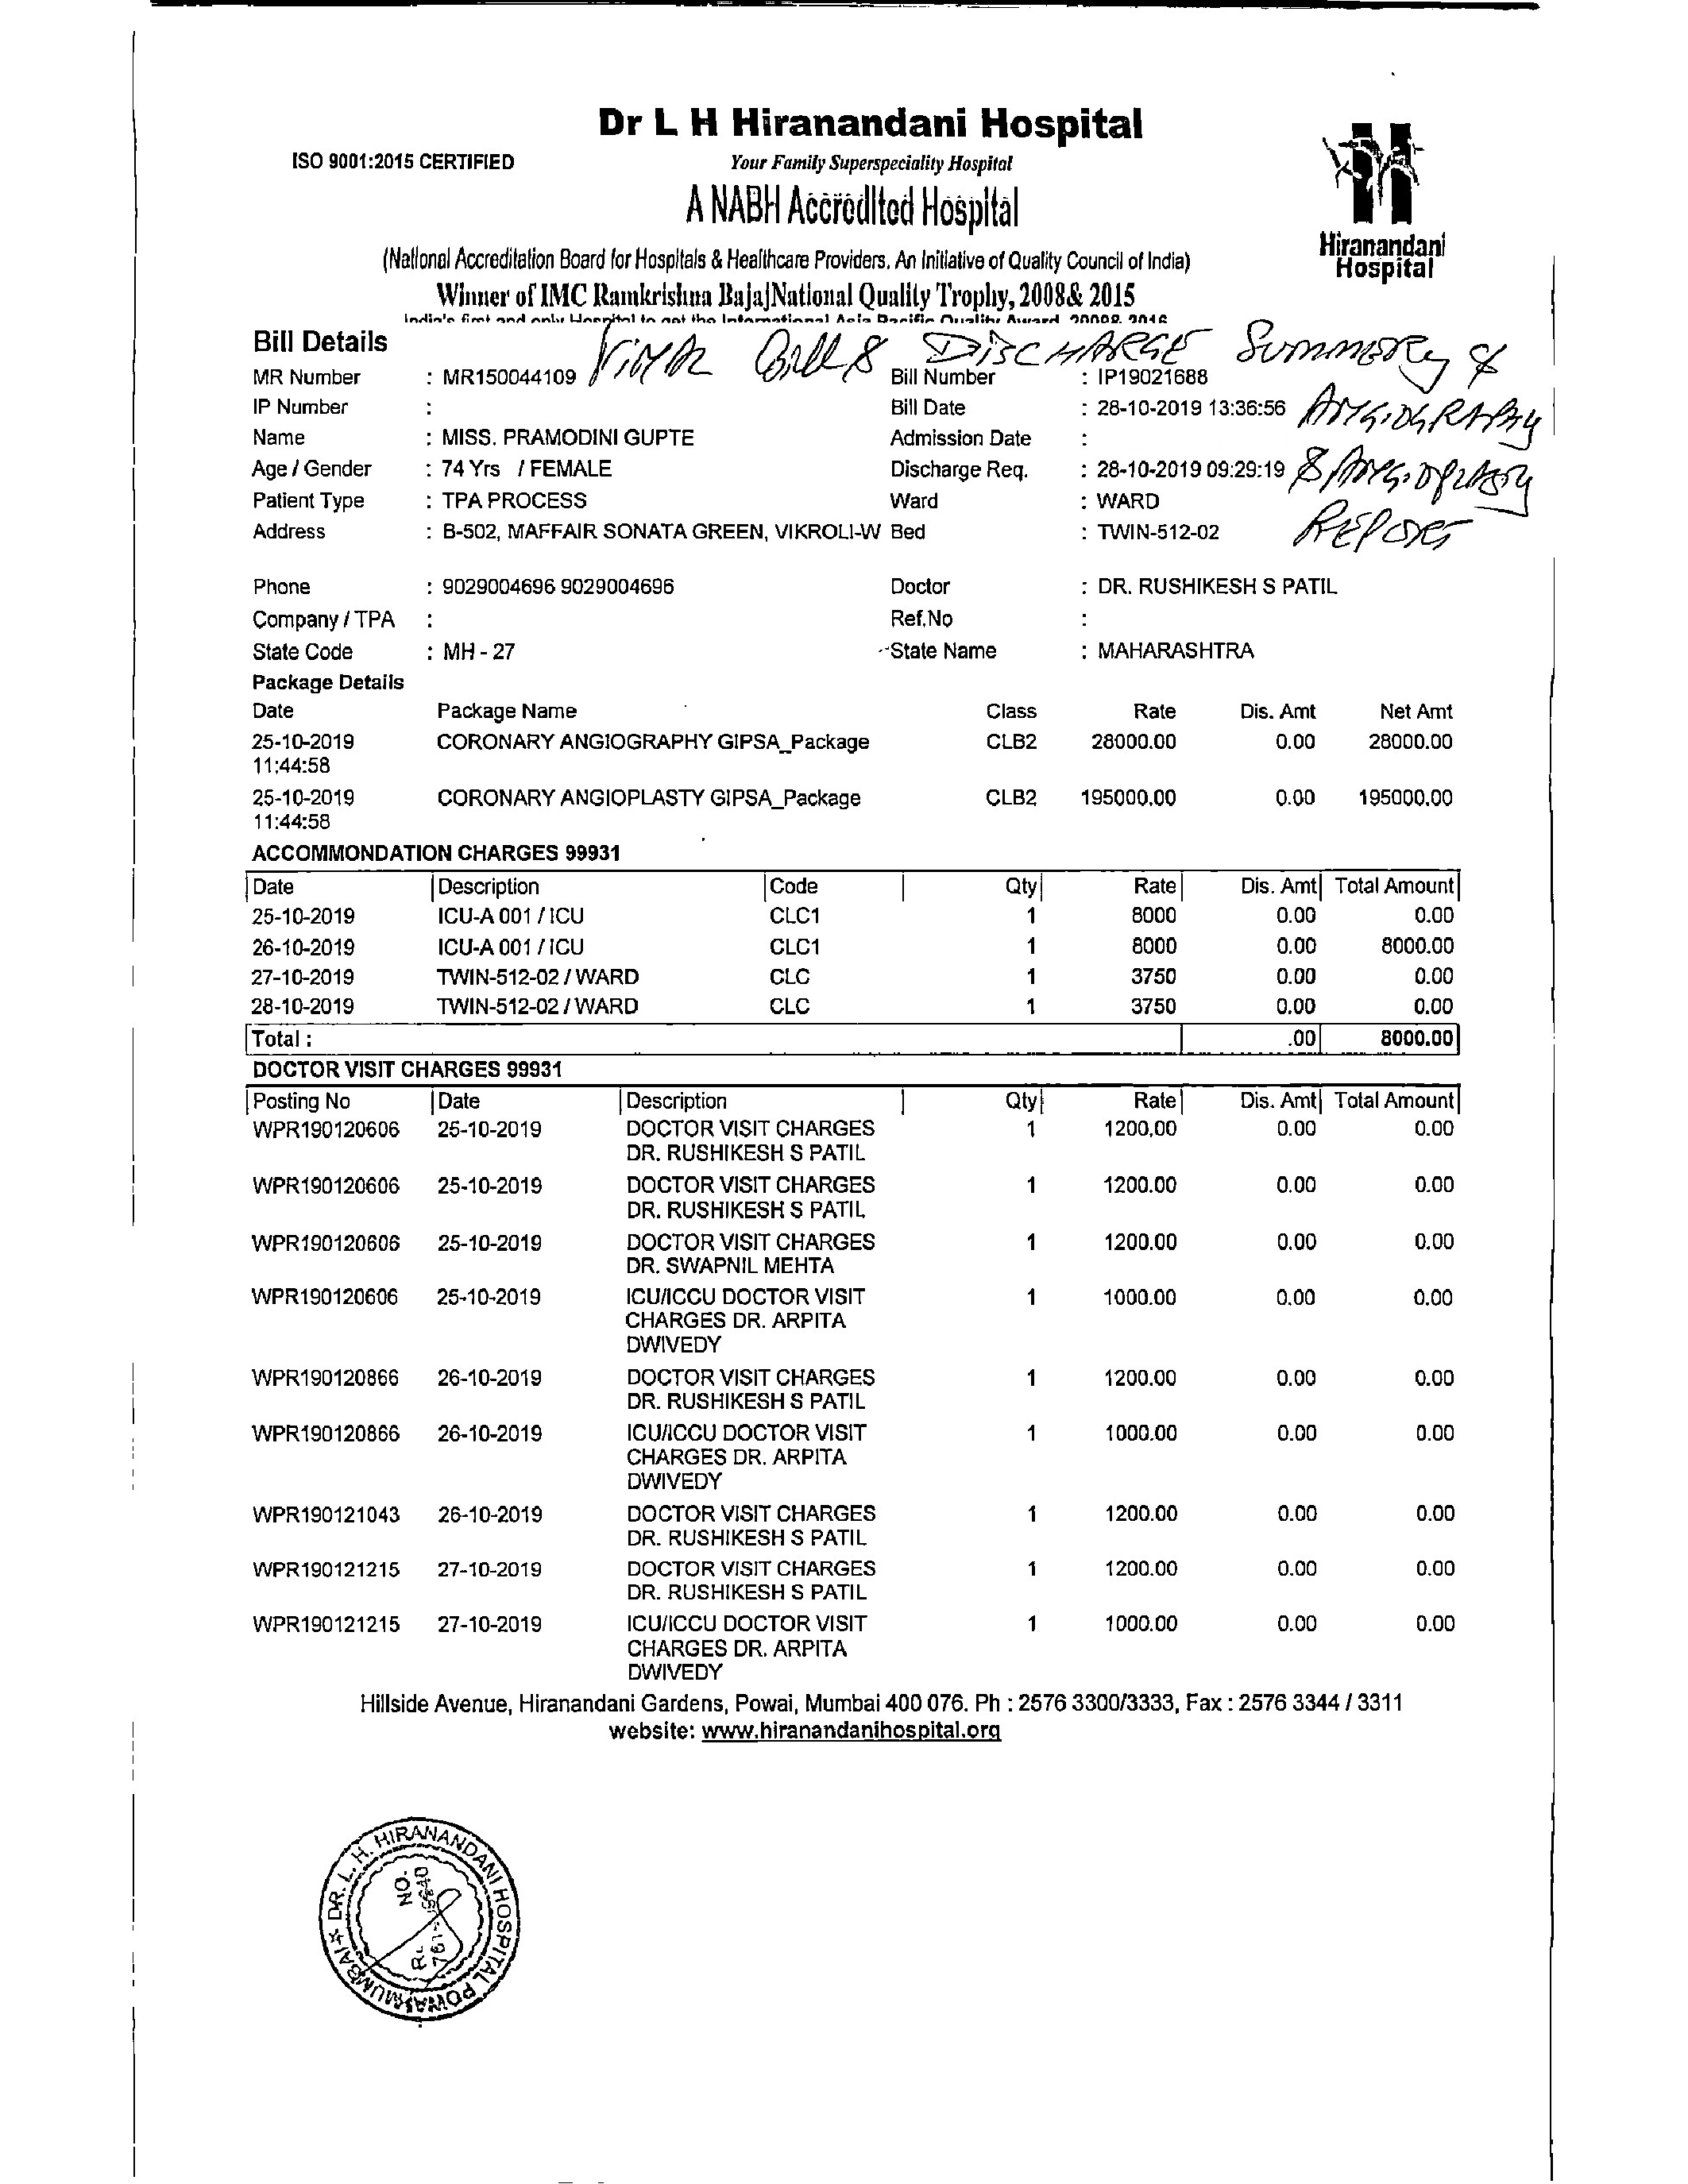 Dr L H Hiranandani Hospital
ISO 9001:2015 CERTIFIED
Your Family Superspeciality Hospital
A NABH Accredited Hospital
Hiranandani
Hospital
(National Accreditation Board for Hospitals & Healthcare Providers. An Initiative of Quality Council of India)
Winner of IMC Ramkrishna BajajNational Quality Trophy, 2008& 2015
India's first and only Hospital to get the International Asia Pacific Quality Award, 2009& 2016
Bill Details
Final Bill & DISCHARGE Summery &
ANGIOGRAPHY
& ANGIOPLASTY
REPORT
MR Number : MR150044109 Bill Number : IP19021688
IP Number : Bill Date : 28-10-2019 13:36:56
Name : MISS. PRAMODINI GUPTE Admission Date :
Age / Gender : 74 Yrs / FEMALE Discharge Req. : 28-10-2019 09:29:19
Patient Type : TPA PROCESS Ward : WARD
Address : B-502, MAFFAIR SONATA GREEN, VIKROLI-W Bed : TWIN-512-02
Phone : 9029004696 9029004696 Doctor : DR. RUSHIKESH S PATIL
Company / TPA : Ref.No :
State Code : MH - 27 State Name : MAHARASHTRA
Package Details
Date Package Name Class Rate Dis. Amt Net Amt
25-10-2019 CORONARY ANGIOGRAPHY GIPSA_Package CLB2 28000.00 0.00 28000.00
11:44:58
25-10-2019 CORONARY ANGIOPLASTY GIPSA_Package CLB2 195000.00 0.00 195000.00
11:44:58
ACCOMMONDATION CHARGES 99931
Date Description Code Qty Rate Dis. Amt Total Amount
25-10-2019 ICU-A 001 / ICU CLC1 1 8000 0.00 0.00
26-10-2019 ICU-A 001 / ICU CLC1 1 8000 0.00 8000.00
27-10-2019 TWIN-512-02 / WARD CLC 1 3750 0.00 0.00
28-10-2019 TWIN-512-02 / WARD CLC 1 3750 0.00 0.00
Total : .00 8000.00
DOCTOR VISIT CHARGES 99931
Posting No Date Description Qty Rate Dis. Amt Total Amount
WPR190120606 25-10-2019 DOCTOR VISIT CHARGES 1 1200.00 0.00 0.00
DR. RUSHIKESH S PATIL
WPR190120606 25-10-2019 DOCTOR VISIT CHARGES 1 1200.00 0.00 0.00
DR. RUSHIKESH S PATIL
WPR190120606 25-10-2019 DOCTOR VISIT CHARGES 1 1200.00 0.00 0.00
DR. SWAPNIL MEHTA
WPR190120606 25-10-2019 ICU/ICCU DOCTOR VISIT 1 1000.00 0.00 0.00
CHARGES DR. ARPITA
DWIVEDY
WPR190120866 26-10-2019 DOCTOR VISIT CHARGES 1 1200.00 0.00 0.00
DR. RUSHIKESH S PATIL
WPR190120866 26-10-2019 ICU/ICCU DOCTOR VISIT 1 1000.00 0.00 0.00
CHARGES DR. ARPITA
DWIVEDY
WPR190121043 26-10-2019 DOCTOR VISIT CHARGES 1 1200.00 0.00 0.00
DR. RUSHIKESH S PATIL
WPR190121215 27-10-2019 DOCTOR VISIT CHARGES 1 1200.00 0.00 0.00
DR. RUSHIKESH S PATIL
WPR190121215 27-10-2019 ICU/ICCU DOCTOR VISIT 1 1000.00 0.00 0.00
CHARGES DR. ARPITA
DWIVEDY
Hillside Avenue, Hiranandani Gardens, Powai, Mumbai 400 076. Ph : 2576 3300/3333, Fax : 2576 3344 / 3311
website: www.hiranandanihospital.org
DR. L. H. HIRANANDANI HOSPITAL POWAI MUMBAI
NO.